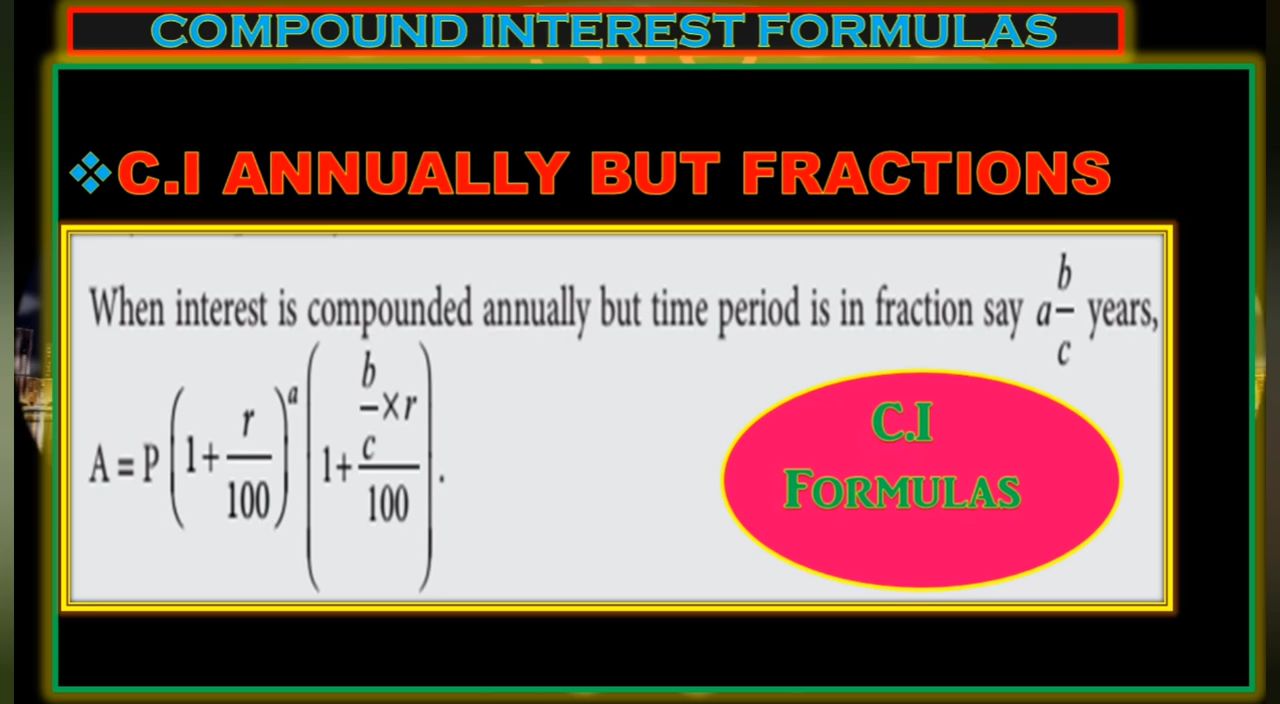 COMPOUND INTEREST FORMULAS
C.I ANNUALLY BUT FRACTIONS
When interest is compounded annually but time period is in fraction say a b/c years,
A = P (1 + r/100)^a (1 + (b/c × r)/100).
C.I
FORMULAS